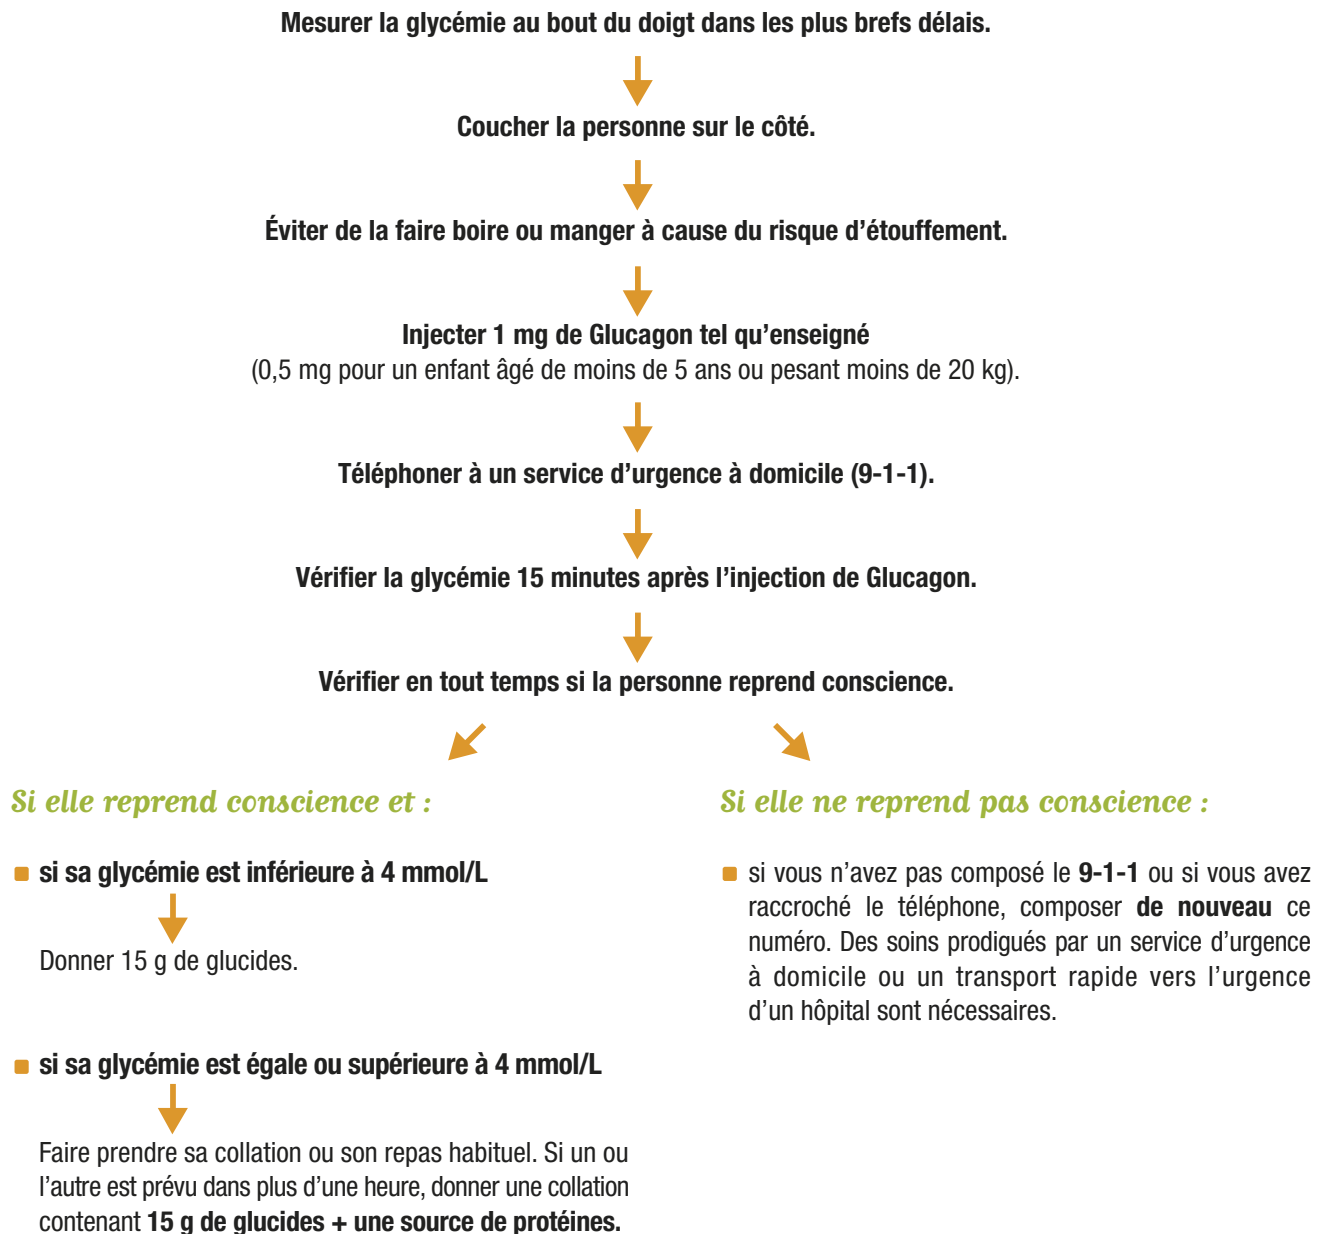 Mesurer la glycémie au bout du doigt dans les plus brefs délais.
Coucher la personne sur le côté.
Éviter de la faire boire ou manger à cause du risque d’étouffement.
Injecter 1 mg de Glucagon tel qu’enseigné
(0,5 mg pour un enfant âgé de moins de 5 ans ou pesant moins de 20 kg).
Téléphoner à un service d’urgence à domicile (9-1-1).
Vérifier la glycémie 15 minutes après l’injection de Glucagon.
Vérifier en tout temps si la personne reprend conscience.
Si elle reprend conscience et :
si sa glycémie est inférieure à 4 mmol/L
Donner 15 g de glucides.
si sa glycémie est égale ou supérieure à 4 mmol/L
Faire prendre sa collation ou son repas habituel. Si un ou
l’autre est prévu dans plus d’une heure, donner une collation
contenant 15 g de glucides + une source de protéines.
Si elle ne reprend pas conscience :
si vous n’avez pas composé le 9-1-1 ou si vous avez
raccroché le téléphone, composer de nouveau ce
numéro. Des soins prodigués par un service d’urgence
à domicile ou un transport rapide vers l’urgence
d’un hôpital sont nécessaires.